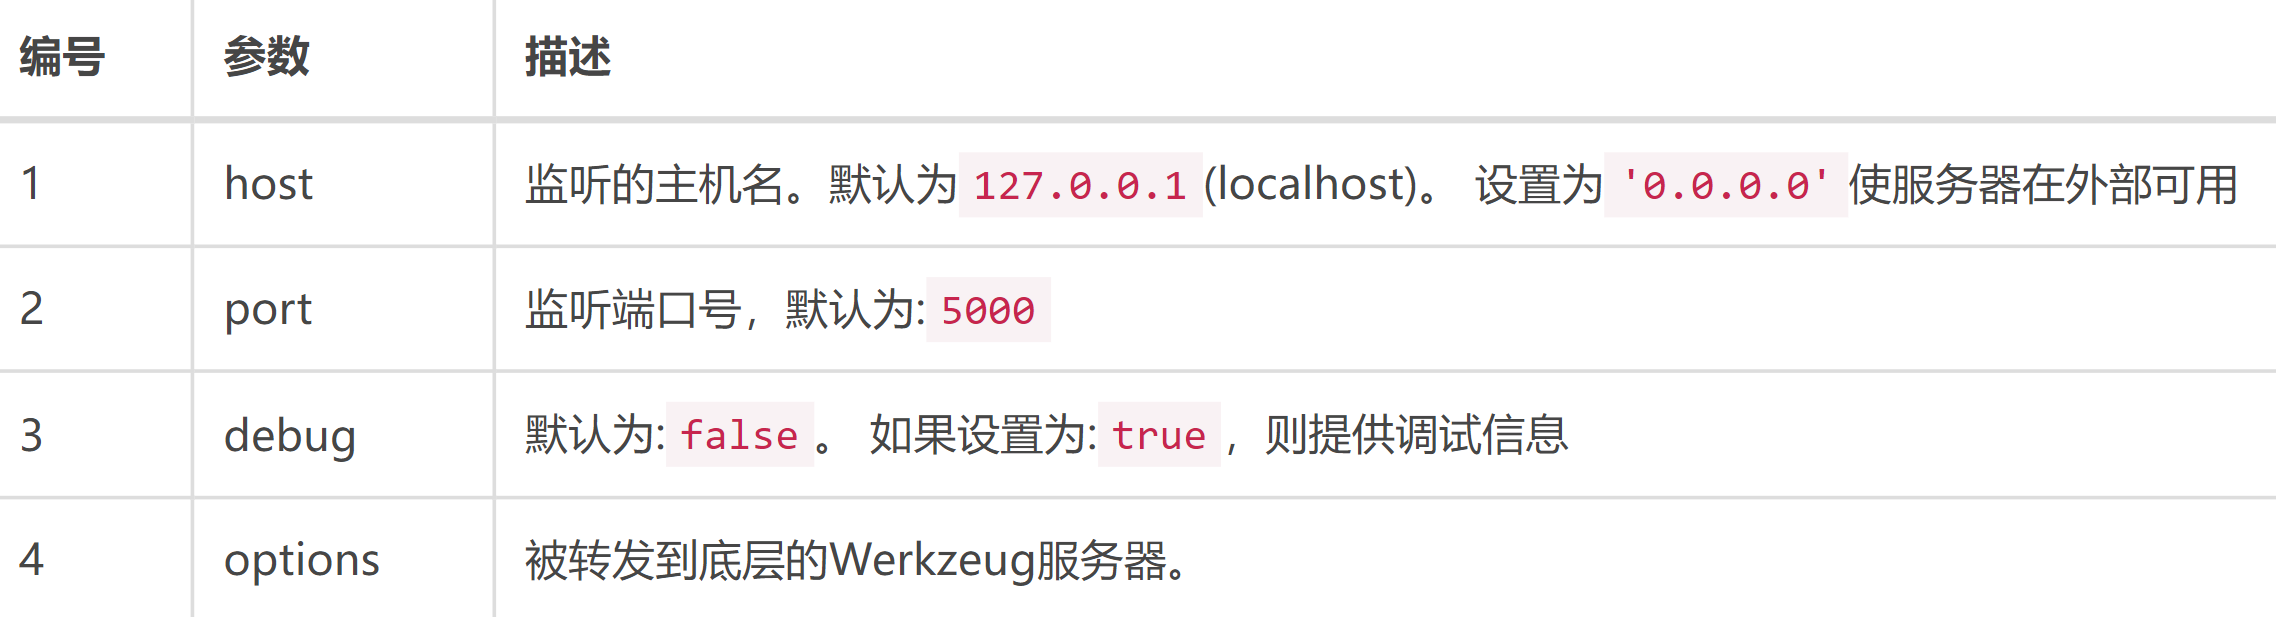 编号 参数 描述
1 host 监听的主机名。默认为 127.0.0.1 (localhost)。 设置为 '0.0.0.0' 使服务器在外部可用
2 port 监听端口号，默认为: 5000
3 debug 默认为: false 。 如果设置为: true ，则提供调试信息
4 options 被转发到底层的Werkzeug服务器。